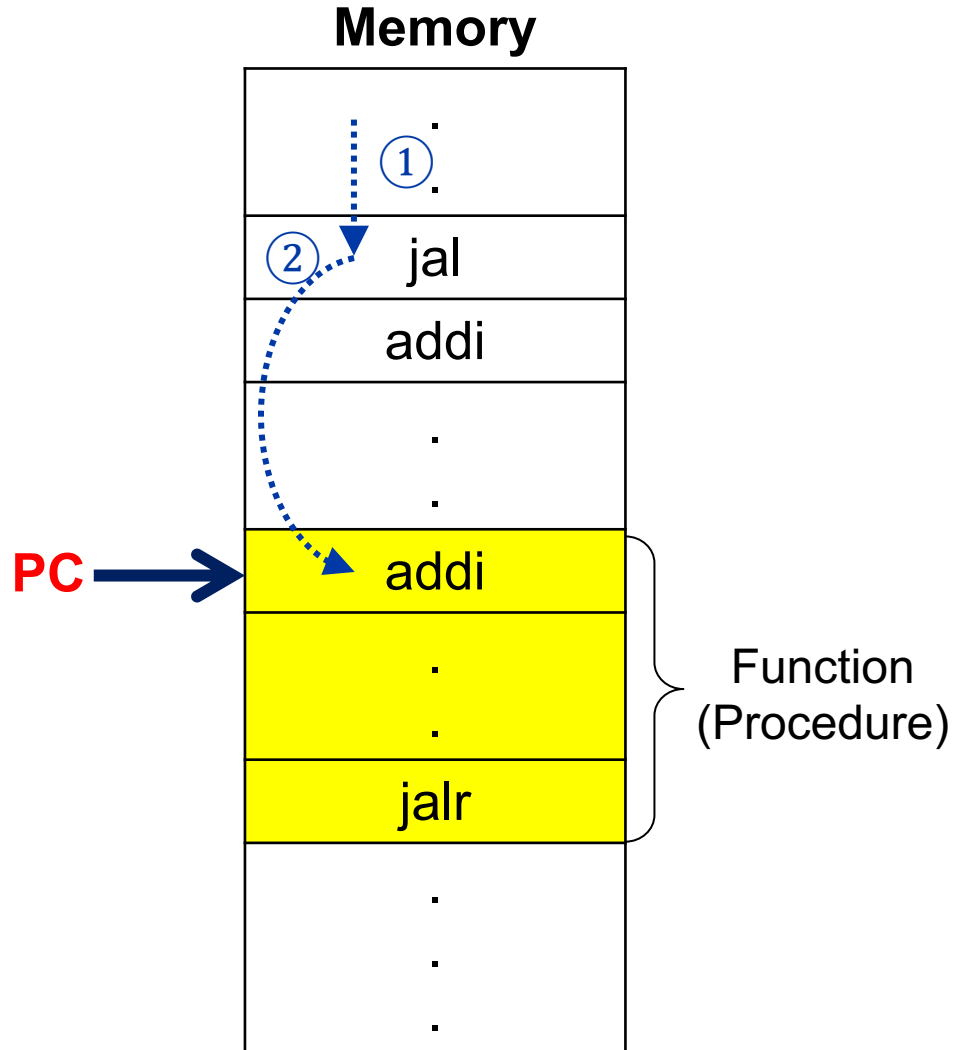 Memory
.
①
.
②
jal
addi
.
.
PC
addi
.
.
Function
(Procedure)
jalr
.
.
.